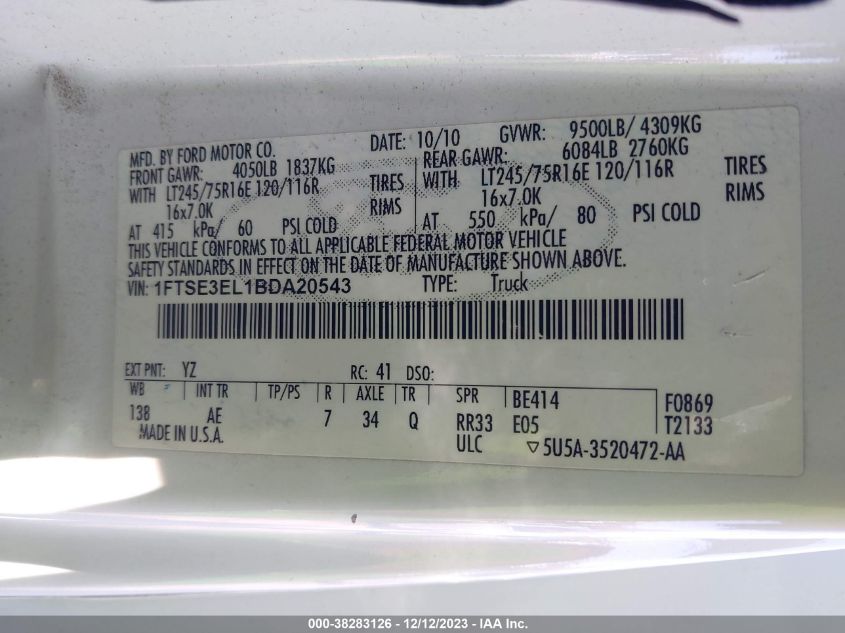 MFD. BY FORD MOTOR CO. DATE: 10/10 GVWR: 9500LB/ 4309KG
FRONT GAWR: 4050LB 1837KG REAR GAWR: 6084LB 2760KG
WITH LT245/75R16E 120/116R TIRES WITH LT245/75R16E 120/116R TIRES
16x7.0K RIMS 16x7.0K RIMS
AT 415 kPa/ 60 PSI COLD AT 550 kPa/ 80 PSI COLD
THIS VEHICLE CONFORMS TO ALL APPLICABLE FEDERAL MOTOR VEHICLE
SAFETY STANDARDS IN EFFECT ON THE DATE OF MANUFACTURE SHOWN ABOVE.
VIN: 1FTSE3EL1BDA20543 TYPE: Truck
EXT PNT: YZ RC: 41 DSO:
WB INT TR TP/PS R AXLE TR SPR BE414 F0869
138 AE 7 34 Q RR33 E05 T2133
MADE IN U.S.A. ULC ▽5U5A-3520472-AA
000-38283126 - 12/12/2023 - IAA Inc.